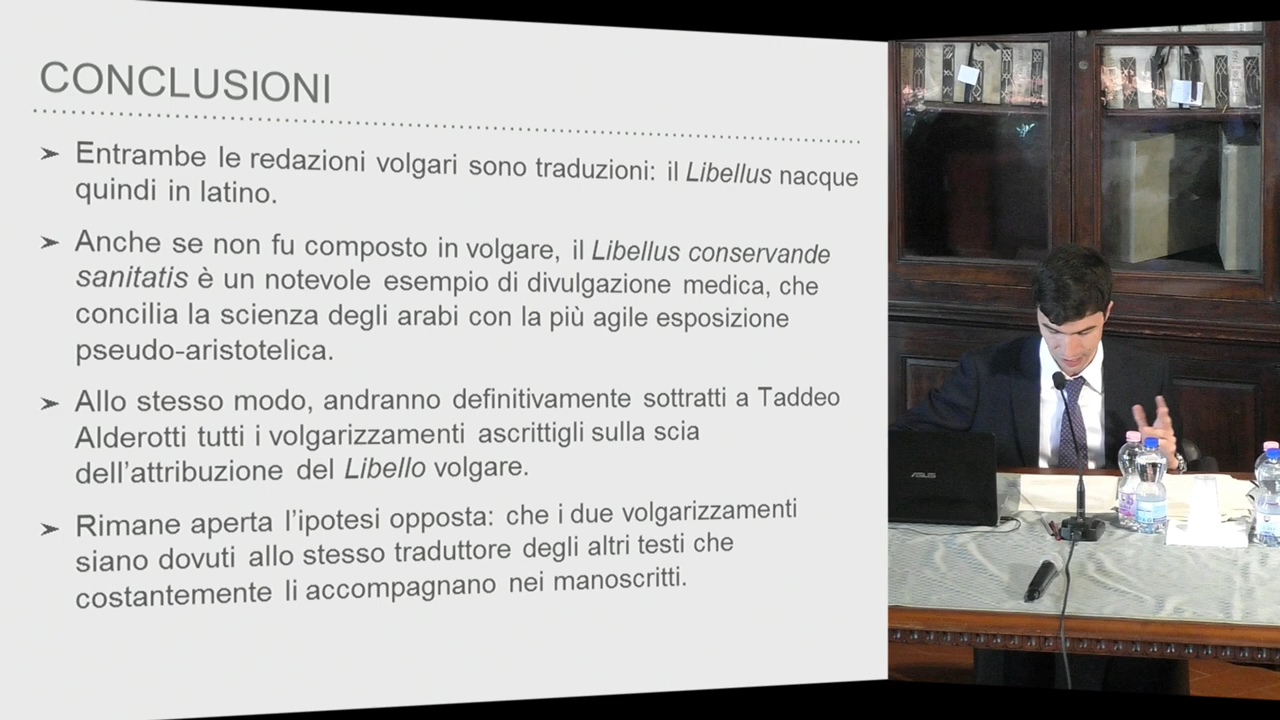 CONCLUSIONI
➤ Entrambe le redazioni volgari sono traduzioni: il Libellus nacque
quindi in latino.
➤ Anche se non fu composto in volgare, il Libellus conservande
sanitatis è un notevole esempio di divulgazione medica, che
concilia la scienza degli arabi con la più agile esposizione
pseudo-aristotelica.
➤ Allo stesso modo, andranno definitivamente sottratti a Taddeo
Alderotti tutti i volgarizzamenti ascrittigli sulla scia
dell’attribuzione del Libello volgare.
➤ Rimane aperta l’ipotesi opposta: che i due volgarizzamenti
siano dovuti allo stesso traduttore degli altri testi che
costantemente li accompagnano nei manoscritti.
ASUS